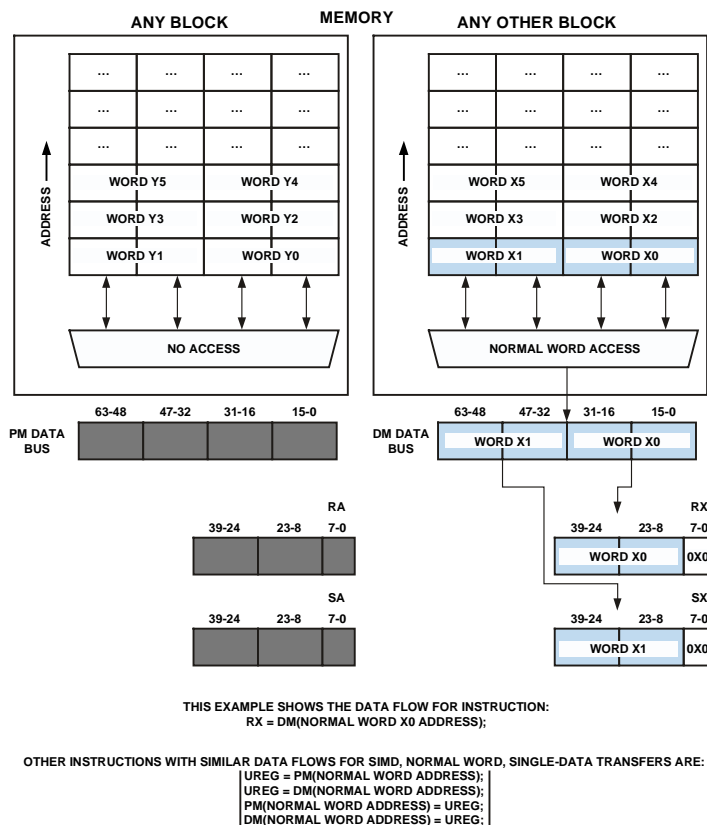 MEMORY
ANY BLOCK
ANY OTHER BLOCK
... ... ... ...
... ... ... ...
... ... ... ...
WORD Y5 WORD Y4
WORD Y3 WORD Y2
WORD Y1 WORD Y0
ADDRESS
NO ACCESS
... ... ... ...
... ... ... ...
... ... ... ...
WORD X5 WORD X4
WORD X3 WORD X2
WORD X1 WORD X0
ADDRESS
NORMAL WORD ACCESS
63-48 47-32 31-16 15-0
PM DATA
BUS
63-48 47-32 31-16 15-0
DM DATA
BUS
WORD X1 WORD X0
RA
39-24 23-8 7-0
RX
39-24 23-8 7-0
WORD X0 0X0
SA
39-24 23-8 7-0
SX
39-24 23-8 7-0
WORD X1 0X0
THIS EXAMPLE SHOWS THE DATA FLOW FOR INSTRUCTION:
RX = DM(NORMAL WORD X0 ADDRESS);
OTHER INSTRUCTIONS WITH SIMILAR DATA FLOWS FOR SIMD, NORMAL WORD, SINGLE-DATA TRANSFERS ARE:
UREG = PM(NORMAL WORD ADDRESS);
UREG = DM(NORMAL WORD ADDRESS);
PM(NORMAL WORD ADDRESS) = UREG;
DM(NORMAL WORD ADDRESS) = UREG;